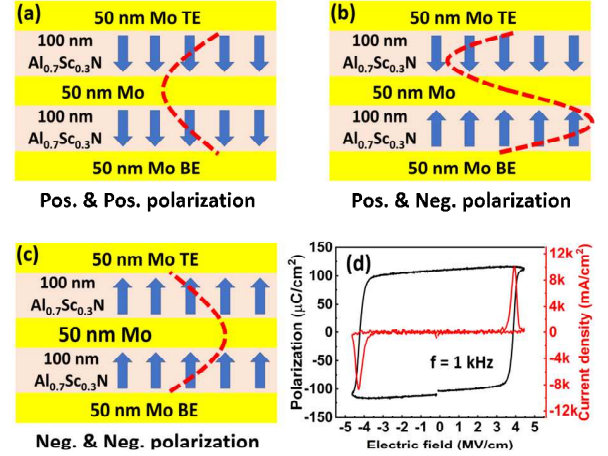 (a)
50 nm Mo TE
100 nm
Al0.7Sc0.3N
50 nm Mo
100 nm
Al0.7Sc0.3N
50 nm Mo BE
Pos. & Pos. polarization
(b)
50 nm Mo TE
100 nm
Al0.7Sc0.3N
50 nm Mo
100 nm
Al0.7Sc0.3N
50 nm Mo BE
Pos. & Neg. polarization
(c)
50 nm Mo TE
100 nm
Al0.7Sc0.3N
50 nm Mo
100 nm
Al0.7Sc0.3N
50 nm Mo BE
Neg. & Neg. polarization
(d)
Polarization (µC/cm²)
150
100
50
0
-50
-100
-150
f = 1 kHz
12k
8k
4k
0
-4k
-8k
-12k
Current density (mA/cm²)
-5 -4 -3 -2 -1 0 1 2 3 4 5
Electric field (MV/cm)